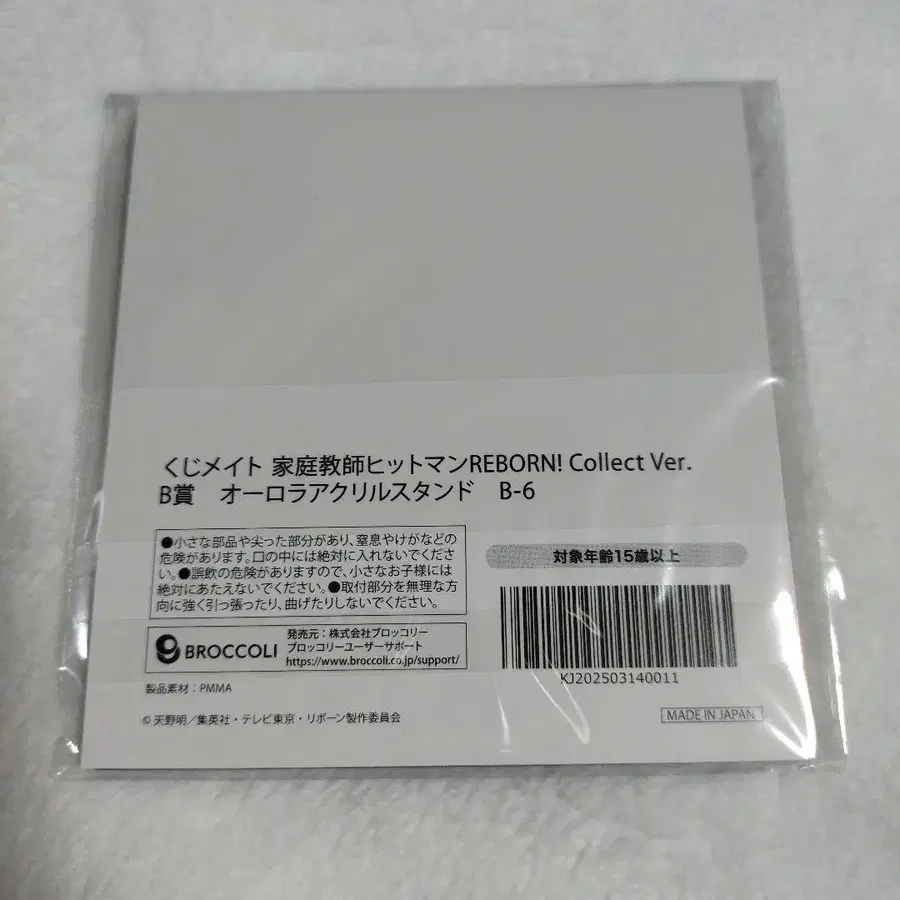 くじメイト 家庭教師ヒットマンREBORN! Collect Ver.
B賞　オーロラアクリルスタンド　B-6
●小さな部品や尖った部分があり、窒息やけがなどの
危険があります。口の中には絶対に入れないでくださ
い。●誤飲の危険がありますので、小さなお子様には
絶対にあたえないでください。●取付部分を無理な方
向に強く引っ張ったり、曲げたりしないでください。
対象年齢15歳以上
BROCCOLI
発売元：株式会社ブロッコリー
ブロッコリーユーザーサポート
https://www.broccoli.co.jp/support/
KJ202503140011
製品素材：PMMA
© 天野明／集英社・テレビ東京・リボーン製作委員会
MADE IN JAPAN